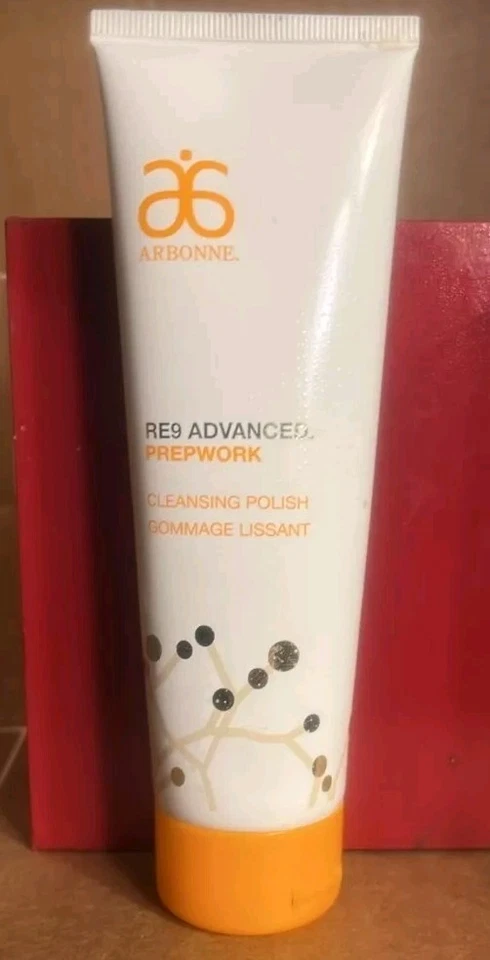 ARBONNE.
RE9 ADVANCED.
PREPWORK
CLEANSING POLISH
GOMMAGE LISSANT